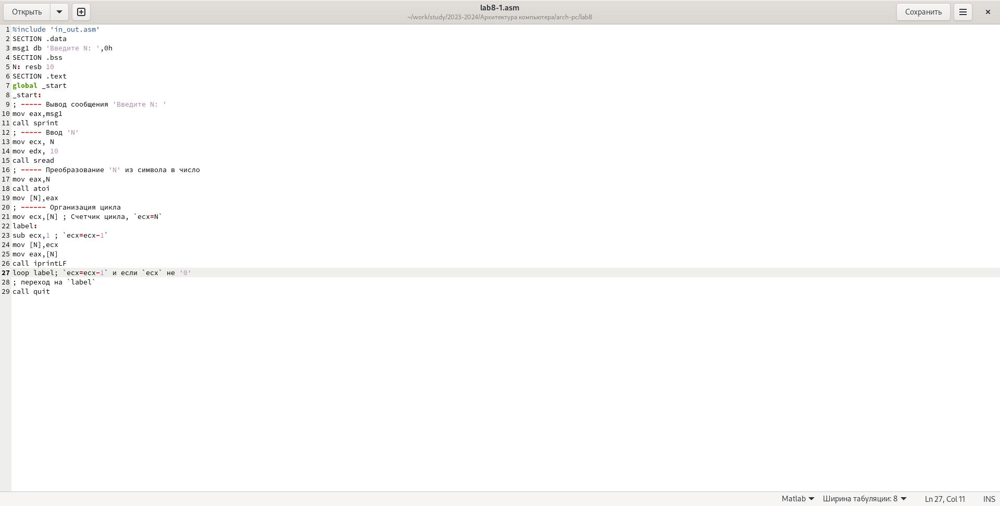 Открыть
lab8-1.asm
~/work/study/2023-2024/Архитектура компьютера/arch-pc/lab8
Сохранить
1 %include 'in_out.asm'
2 SECTION .data
3 msg1 db 'Введите N: ',0h
4 SECTION .bss
5 N: resb 10
6 SECTION .text
7 global _start
8 _start:
9 ; ----- Вывод сообщения 'Введите N: '
10 mov eax,msg1
11 call sprint
12 ; ----- Ввод 'N'
13 mov ecx, N
14 mov edx, 10
15 call sread
16 ; ----- Преобразование 'N' из символа в число
17 mov eax,N
18 call atoi
19 mov [N],eax
20 ; ------ Организация цикла
21 mov ecx,[N] ; Счетчик цикла, `ecx=N`
22 label:
23 sub ecx,1 ; `ecx=ecx-1`
24 mov [N],ecx
25 mov eax,[N]
26 call iprintLF
27 loop label; `ecx=ecx-1` и если `ecx` не '0'
28 ; переход на `label`
29 call quit
Matlab Ширина табуляции: 8 Ln 27, Col 11 INS